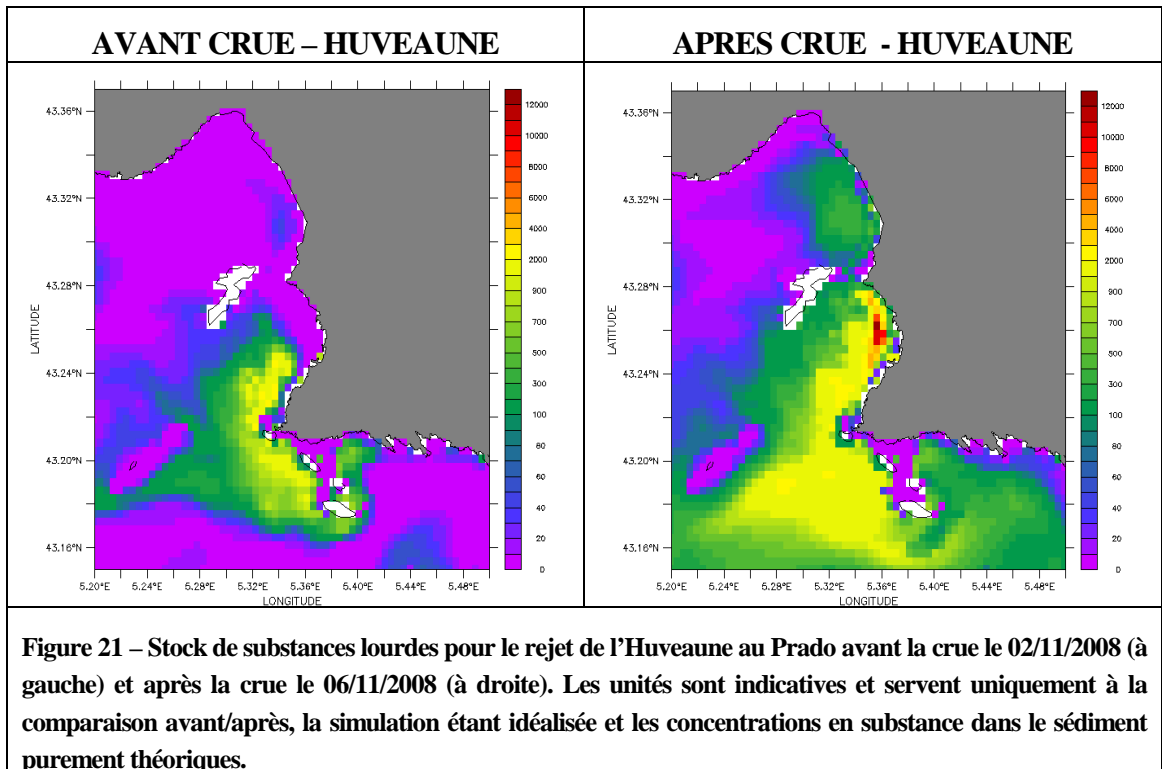 AVANT CRUE – HUVEAUNE
APRES CRUE - HUVEAUNE
43.36°N
43.32°N
43.28°N
43.24°N
43.20°N
43.16°N
LATITUDE
5.20°E 5.24°E 5.28°E 5.32°E 5.36°E 5.40°E 5.44°E 5.48°E
LONGITUDE
12000
10000
8000
6000
4000
2000
900
700
500
300
100
80
60
40
20
0
43.36°N
43.32°N
43.28°N
43.24°N
43.20°N
43.16°N
LATITUDE
5.20°E 5.24°E 5.28°E 5.32°E 5.36°E 5.40°E 5.44°E 5.48°E
LONGITUDE
12000
10000
8000
6000
4000
2000
900
700
500
300
100
80
60
40
20
0
Figure 21 – Stock de substances lourdes pour le rejet de l’Huveaune au Prado avant la crue le 02/11/2008 (à
gauche) et après la crue le 06/11/2008 (à droite). Les unités sont indicatives et servent uniquement à la
comparaison avant/après, la simulation étant idéalisée et les concentrations en substance dans le sédiment
purement théoriques.